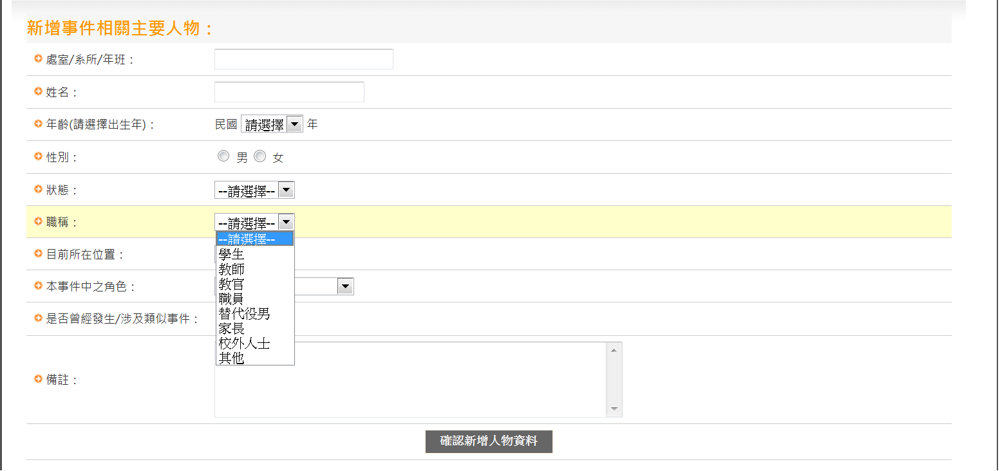 新增事件相關主要人物：
處室/系所/年班：
姓名：
年齡(請選擇出生年)： 民國 請選擇 年
性別： 男 女
狀態： --請選擇--
職稱： --請選擇--
--請選擇--
目前所在位置：
學生
教師
教官
本事件中之角色：
職員
替代役男
是否曾經發生/涉及類似事件：
家長
校外人士
其他
備註：
確認新增人物資料